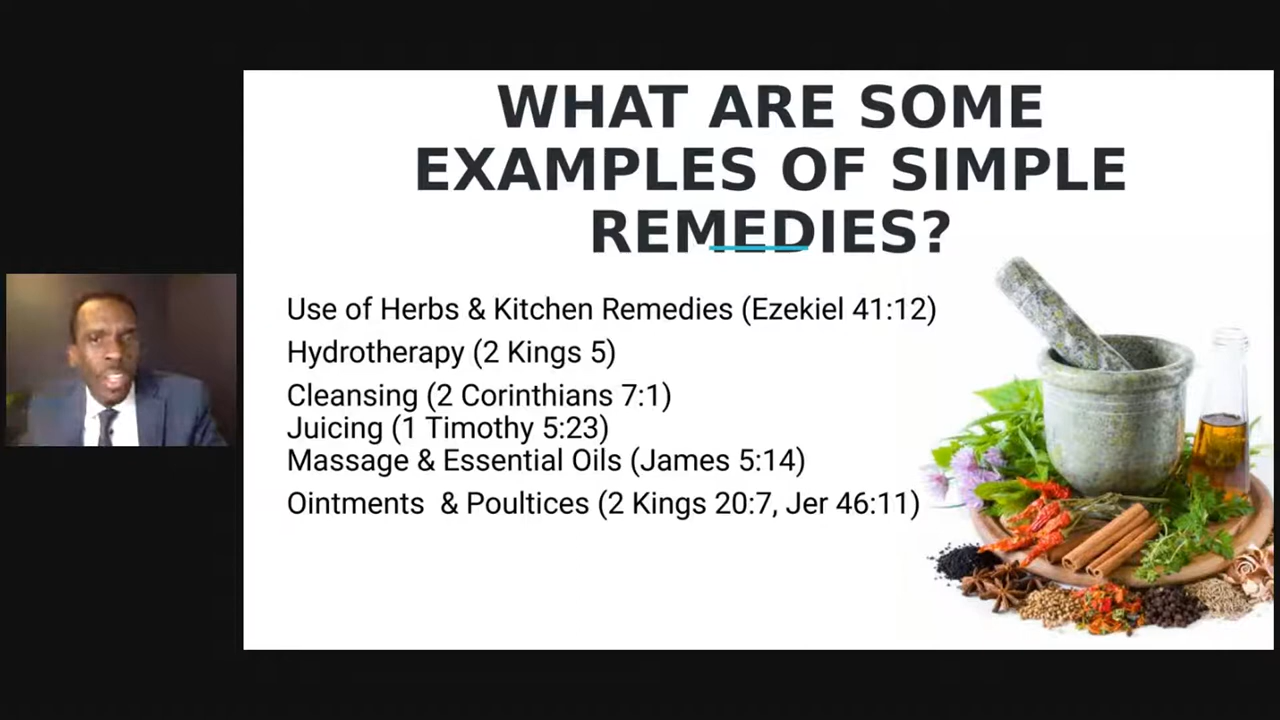 WHAT ARE SOME
EXAMPLES OF SIMPLE
REMEDIES?
Use of Herbs & Kitchen Remedies (Ezekiel 41:12)
Hydrotherapy (2 Kings 5)
Cleansing (2 Corinthians 7:1)
Juicing (1 Timothy 5:23)
Massage & Essential Oils (James 5:14)
Ointments  & Poultices (2 Kings 20:7, Jer 46:11)